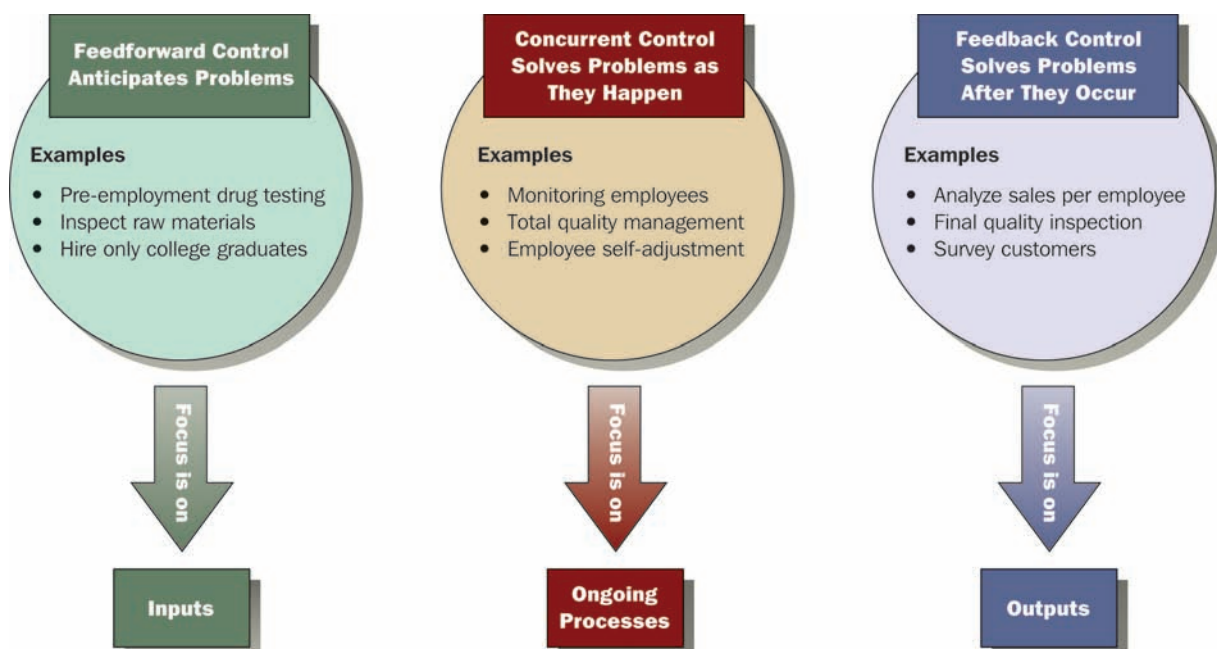 Feedforward Control
Anticipates Problems
Examples
• Pre-employment drug testing
• Inspect raw materials
• Hire only college graduates
Focus is on
Inputs
Concurrent Control
Solves Problems as
They Happen
Examples
• Monitoring employees
• Total quality management
• Employee self-adjustment
Focus is on
Ongoing
Processes
Feedback Control
Solves Problems
After They Occur
Examples
• Analyze sales per employee
• Final quality inspection
• Survey customers
Focus is on
Outputs